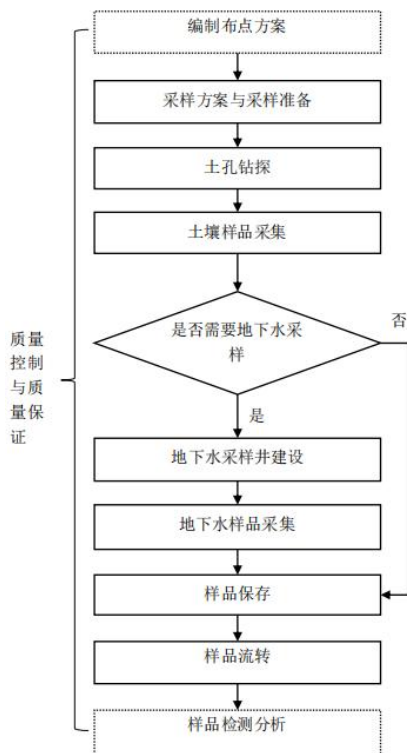 编制布点方案
采样方案与采样准备
土孔钻探
土壤样品采集
是否需要地下水采
样
否
是
质量
控制
与质
量保
证
地下水采样井建设
地下水样品采集
样品保存
样品流转
样品检测分析